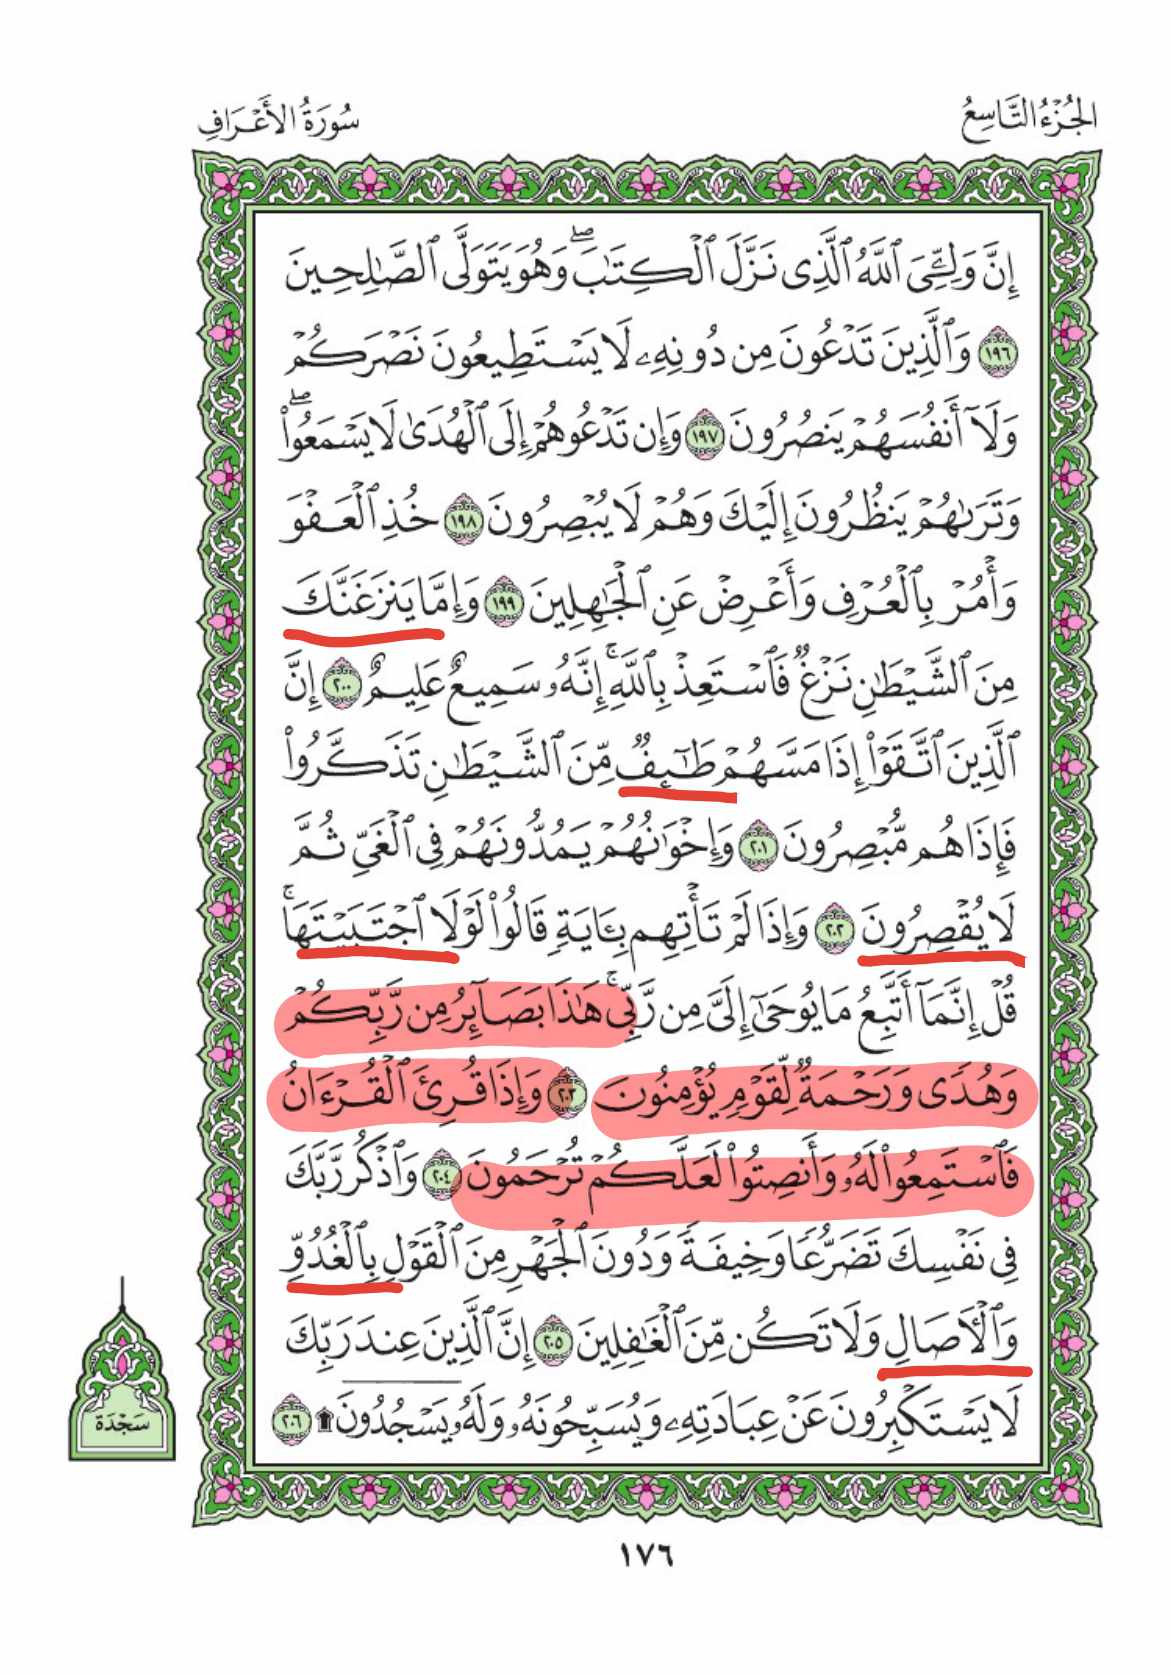 الجُزْءُ التَّاسِعُ
سُورَةُ الأَعْرَافِ
إِنَّ وَلِـِّۧيَ ٱللَّهُ ٱلَّذِى نَزَّلَ ٱلْكِتَٰبَۖ وَهُوَ يَتَوَلَّى ٱلصَّٰلِحِينَ
١٩٦ وَٱلَّذِينَ تَدْعُونَ مِن دُونِهِۦ لَا يَسْتَطِيعُونَ نَصْرَكُمْ
وَلَآ أَنفُسَهُمْ يَنصُرُونَ ١٩٧ وَإِن تَدْعُوهُمْ إِلَى ٱلْهُدَىٰ لَا يَسْمَعُوا۟ۖ
وَتَرَىٰهُمْ يَنظُرُونَ إِلَيْكَ وَهُمْ لَا يُبْصِرُونَ ١٩٨ خُذِ ٱلْعَفْوَ
وَأْمُرْ بِٱلْعُرْفِ وَأَعْرِضْ عَنِ ٱلْجَٰهِلِينَ ١٩٩ وَإِمَّا يَنزَغَنَّكَ
مِنَ ٱلشَّيْطَٰنِ نَزْغٌ فَٱسْتَعِذْ بِٱللَّهِۚ إِنَّهُۥ سَمِيعٌ عَلِيمٌ ٢٠٠ إِنَّ
ٱلَّذِينَ ٱتَّقَوْا۟ إِذَا مَسَّهُمْ طَٰٓئِفٌ مِّنَ ٱلشَّيْطَٰنِ تَذَكَّرُوا۟
فَإِذَا هُم مُّبْصِرُونَ ٢٠١ وَإِخْوَٰنُهُمْ يَمُدُّونَهُمْ فِى ٱلْغَىِّ ثُمَّ
لَا يُقْصِرُونَ ٢٠٢ وَإِذَا لَمْ تَأْتِهِم بِـَٔايَةٍ قَالُوا۟ لَوْلَا ٱجْتَبَيْتَهَاۚ
قُلْ إِنَّمَآ أَتَّبِعُ مَا يُوحَىٰٓ إِلَىَّ مِن رَّبِّىۚ هَٰذَا بَصَآئِرُ مِن رَّبِّكُمْ
وَهُدًى وَرَحْمَةٌ لِّقَوْمٍ يُؤْمِنُونَ ٢٠٣ وَإِذَا قُرِئَ ٱلْقُرْءَانُ
فَٱسْتَمِعُوا۟ لَهُۥ وَأَنصِتُوا۟ لَعَلَّكُمْ تُرْحَمُونَ ٢٠٤ وَٱذْكُر رَّبَّكَ
فِى نَفْسِكَ تَضَرُّعًا وَخِيفَةً وَدُونَ ٱلْجَهْرِ مِنَ ٱلْقَوْلِ بِٱلْغُدُوِّ
وَٱلْـَٔاصَالِ وَلَا تَكُن مِّنَ ٱلْغَٰفِلِينَ ٢٠٥ إِنَّ ٱلَّذِينَ عِندَ رَبِّكَ
لَا يَسْتَكْبِرُونَ عَنْ عِبَادَتِهِۦ وَيُسَبِّحُونَهُۥ وَلَهُۥ يَسْجُدُونَ ۩ ٢٠٦
سَجْدَة
١٧٦